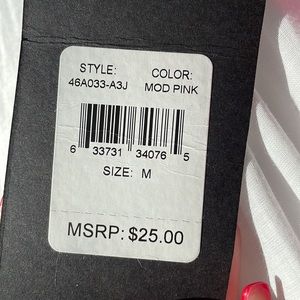 STYLE: COLOR:
46A033-A3J MOD PINK
6 33731 34076 5
SIZE: M
MSRP: $25.00